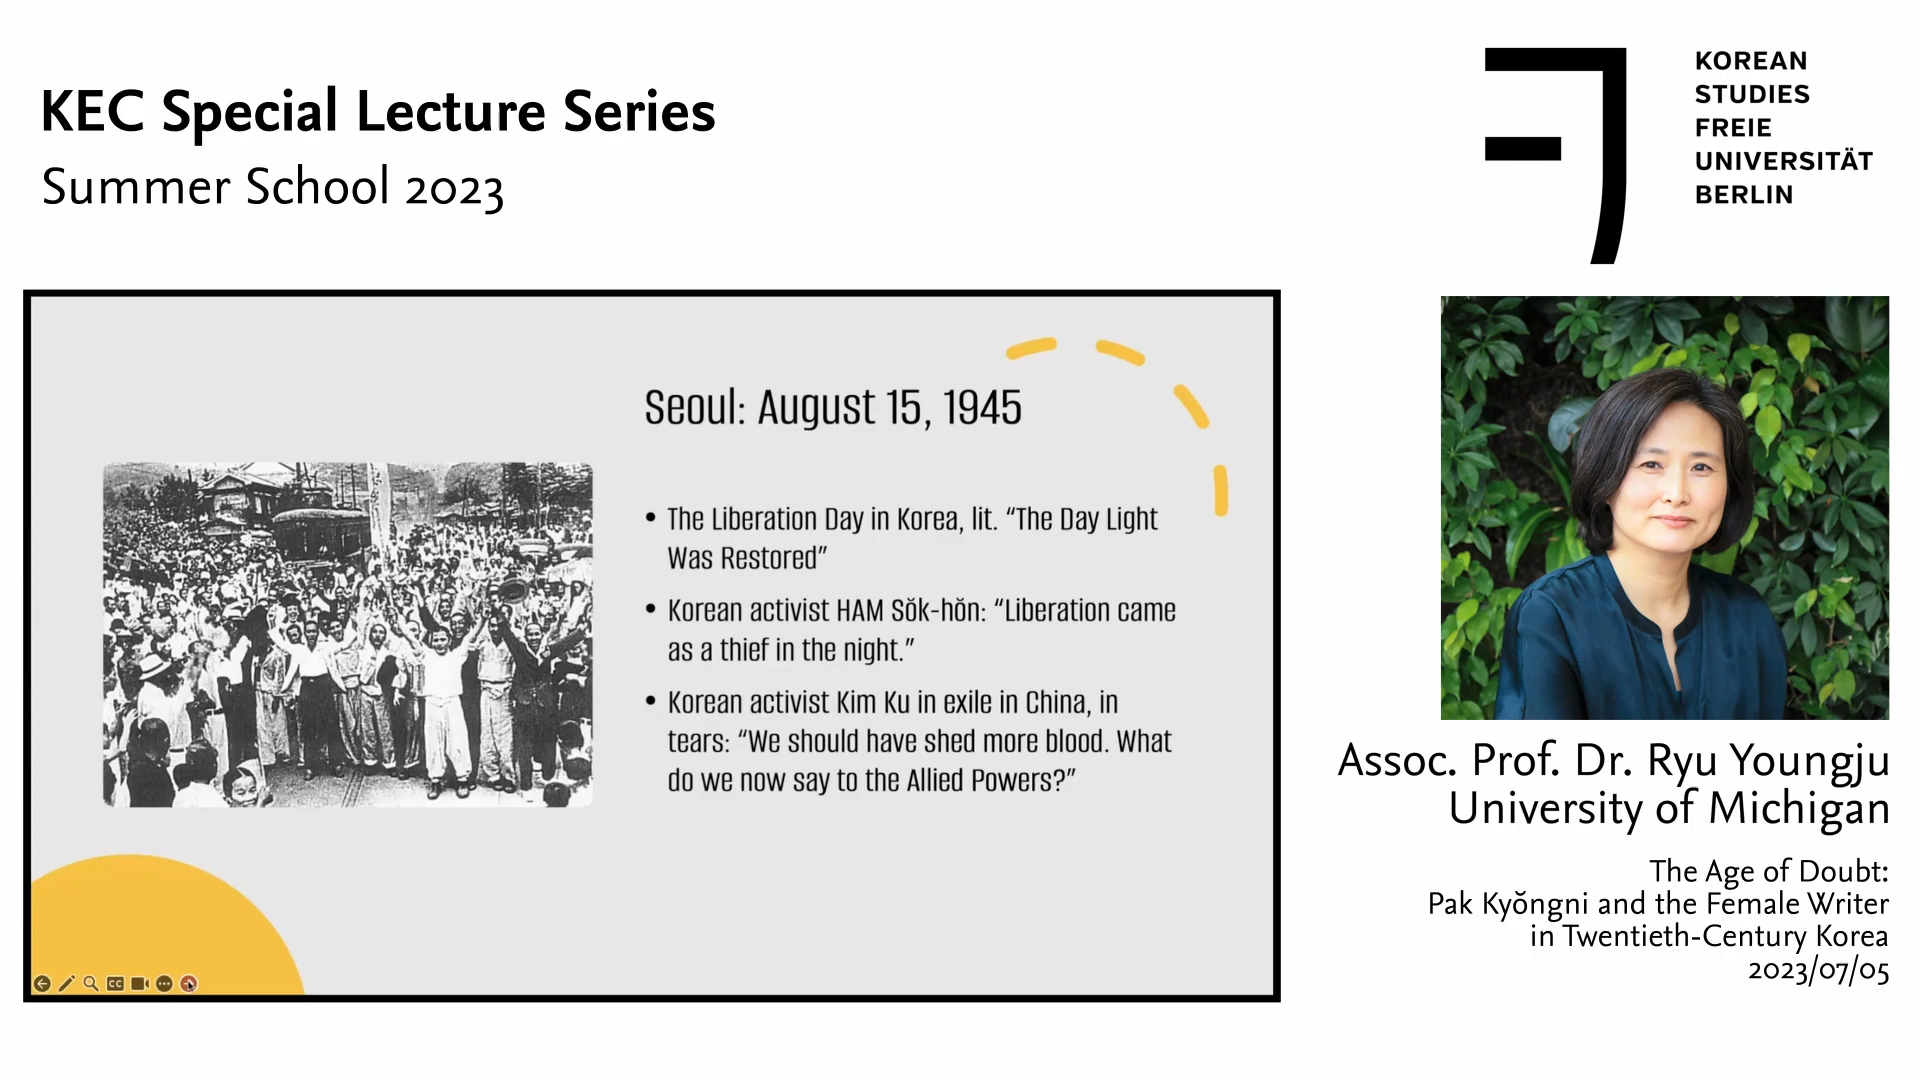 KEC Special Lecture Series
Summer School 2023
KOREAN
STUDIES
FREIE
UNIVERSITÄT
BERLIN
Seoul: August 15, 1945
• The Liberation Day in Korea, lit. “The Day Light
Was Restored”
• Korean activist HAM Sŏk-hŏn: “Liberation came
as a thief in the night.”
• Korean activist Kim Ku in exile in China, in
tears: “We should have shed more blood. What
do we now say to the Allied Powers?”
CC
Assoc. Prof. Dr. Ryu Youngju
University of Michigan
The Age of Doubt:
Pak Kyŏngni and the Female Writer
in Twentieth-Century Korea
2023/07/05